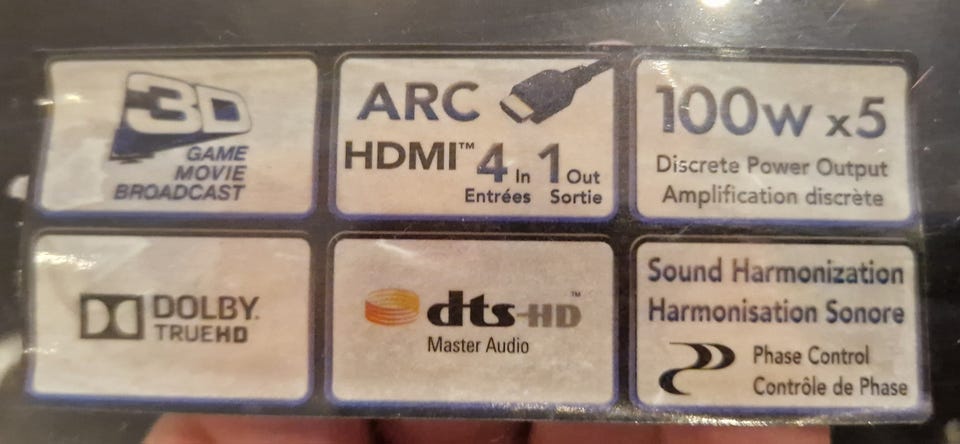 3D
GAME
MOVIE
BROADCAST
ARC
HDMI™ 4 In 1 Out
Entrées Sortie
100W x5
Discrete Power Output
Amplification discrète
DOLBY.
TRUEHD
dts-HD™
Master Audio
Sound Harmonization
Harmonisation Sonore
Phase Control
Contrôle de Phase